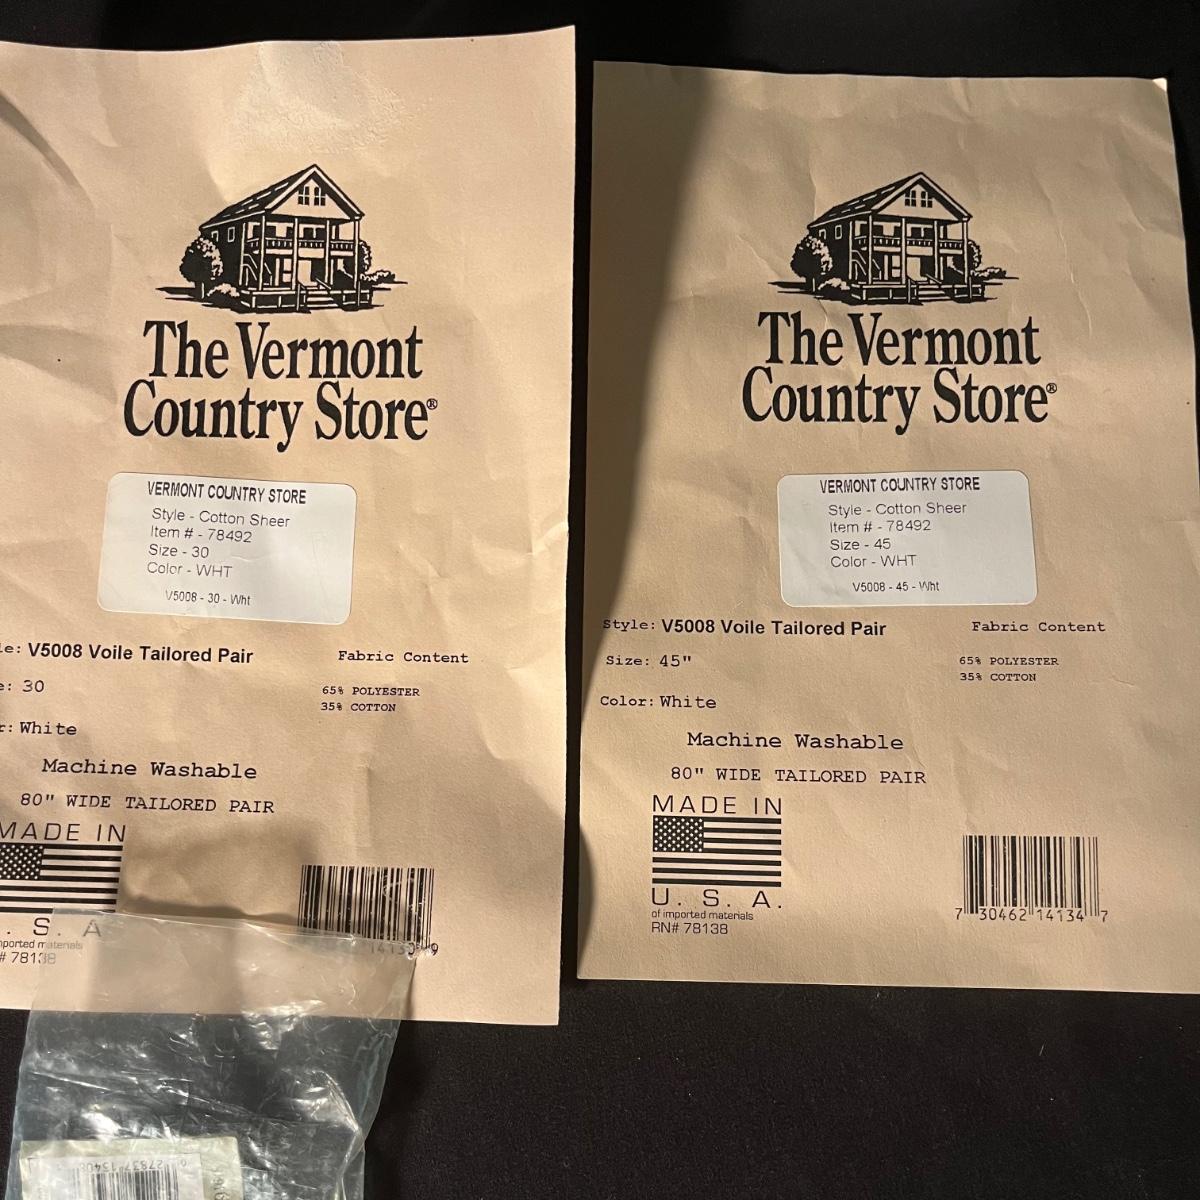 The Vermont
Country Store®
VERMONT COUNTRY STORE
Style - Cotton Sheer
Item # - 78492
Size - 30
Color - WHT
V5008 - 30 - Wht
le: V5008 Voile Tailored Pair
Fabric Content
e: 30
65% POLYESTER
35% COTTON
r: White
Machine Washable
80" WIDE TAILORED PAIR
MADE IN
. S. A
ported materials
# 78138
The Vermont
Country Store®
VERMONT COUNTRY STORE
Style - Cotton Sheer
Item # - 78492
Size - 45
Color - WHT
V5008 - 45 - Wht
Style: V5008 Voile Tailored Pair
Fabric Content
Size: 45"
65% POLYESTER
35% COTTON
Color: White
Machine Washable
80" WIDE TAILORED PAIR
MADE IN
U. S. A.
of imported materials
RN# 78138
7 30462 14134 7